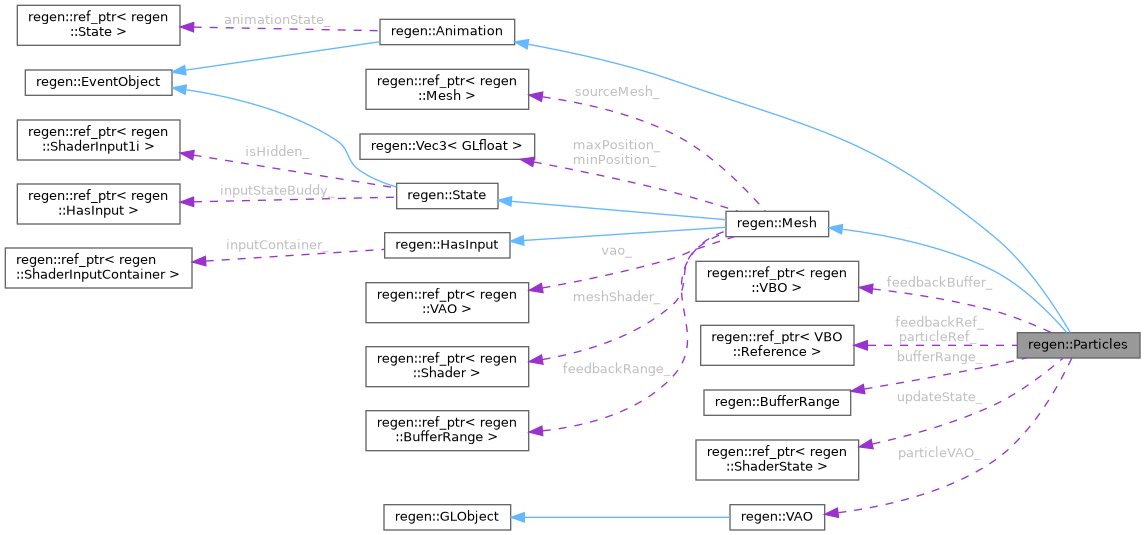 regen::ref_ptr< regen
::State >
animationState_
regen::Animation
regen::EventObject
regen::ref_ptr< regen
::Mesh >
sourceMesh_
regen::ref_ptr< regen
::ShaderInput1i >
isHidden_
regen::Vec3< GLfloat >
maxPosition_
minPosition_
regen::ref_ptr< regen
::HasInput >
inputStateBuddy_
regen::State
regen::Mesh
regen::ref_ptr< regen
::ShaderInputContainer >
inputContainer_
regen::HasInput
vao_
regen::ref_ptr< regen
::VBO >
feedbackBuffer_
regen::ref_ptr< regen
::VAO >
meshShader_
regen::ref_ptr< VBO
::Reference >
feedbackRef_
particleRef_
regen::Particles
regen::ref_ptr< regen
::Shader >
feedbackRange_
bufferRange_
regen::BufferRange
updateState_
regen::ref_ptr< regen
::BufferRange >
regen::ref_ptr< regen
::ShaderState >
particleVAO_
regen::GLObject
regen::VAO